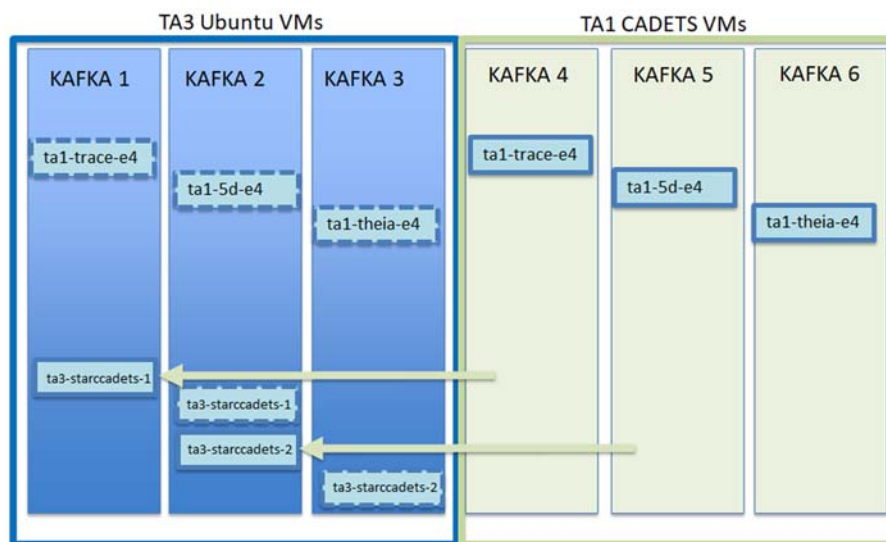 TA3 Ubuntu VMs
TA1 CADETS VMs
KAFKA 1
KAFKA 2
KAFKA 3
KAFKA 4
KAFKA 5
KAFKA 6
ta1-trace-e4
ta1-5d-e4
ta1-theia-e4
ta1-trace-e4
ta1-5d-e4
ta1-theia-e4
ta3-starccadets-1
ta3-starccadets-1
ta3-starccadets-2
ta3-starccadets-2